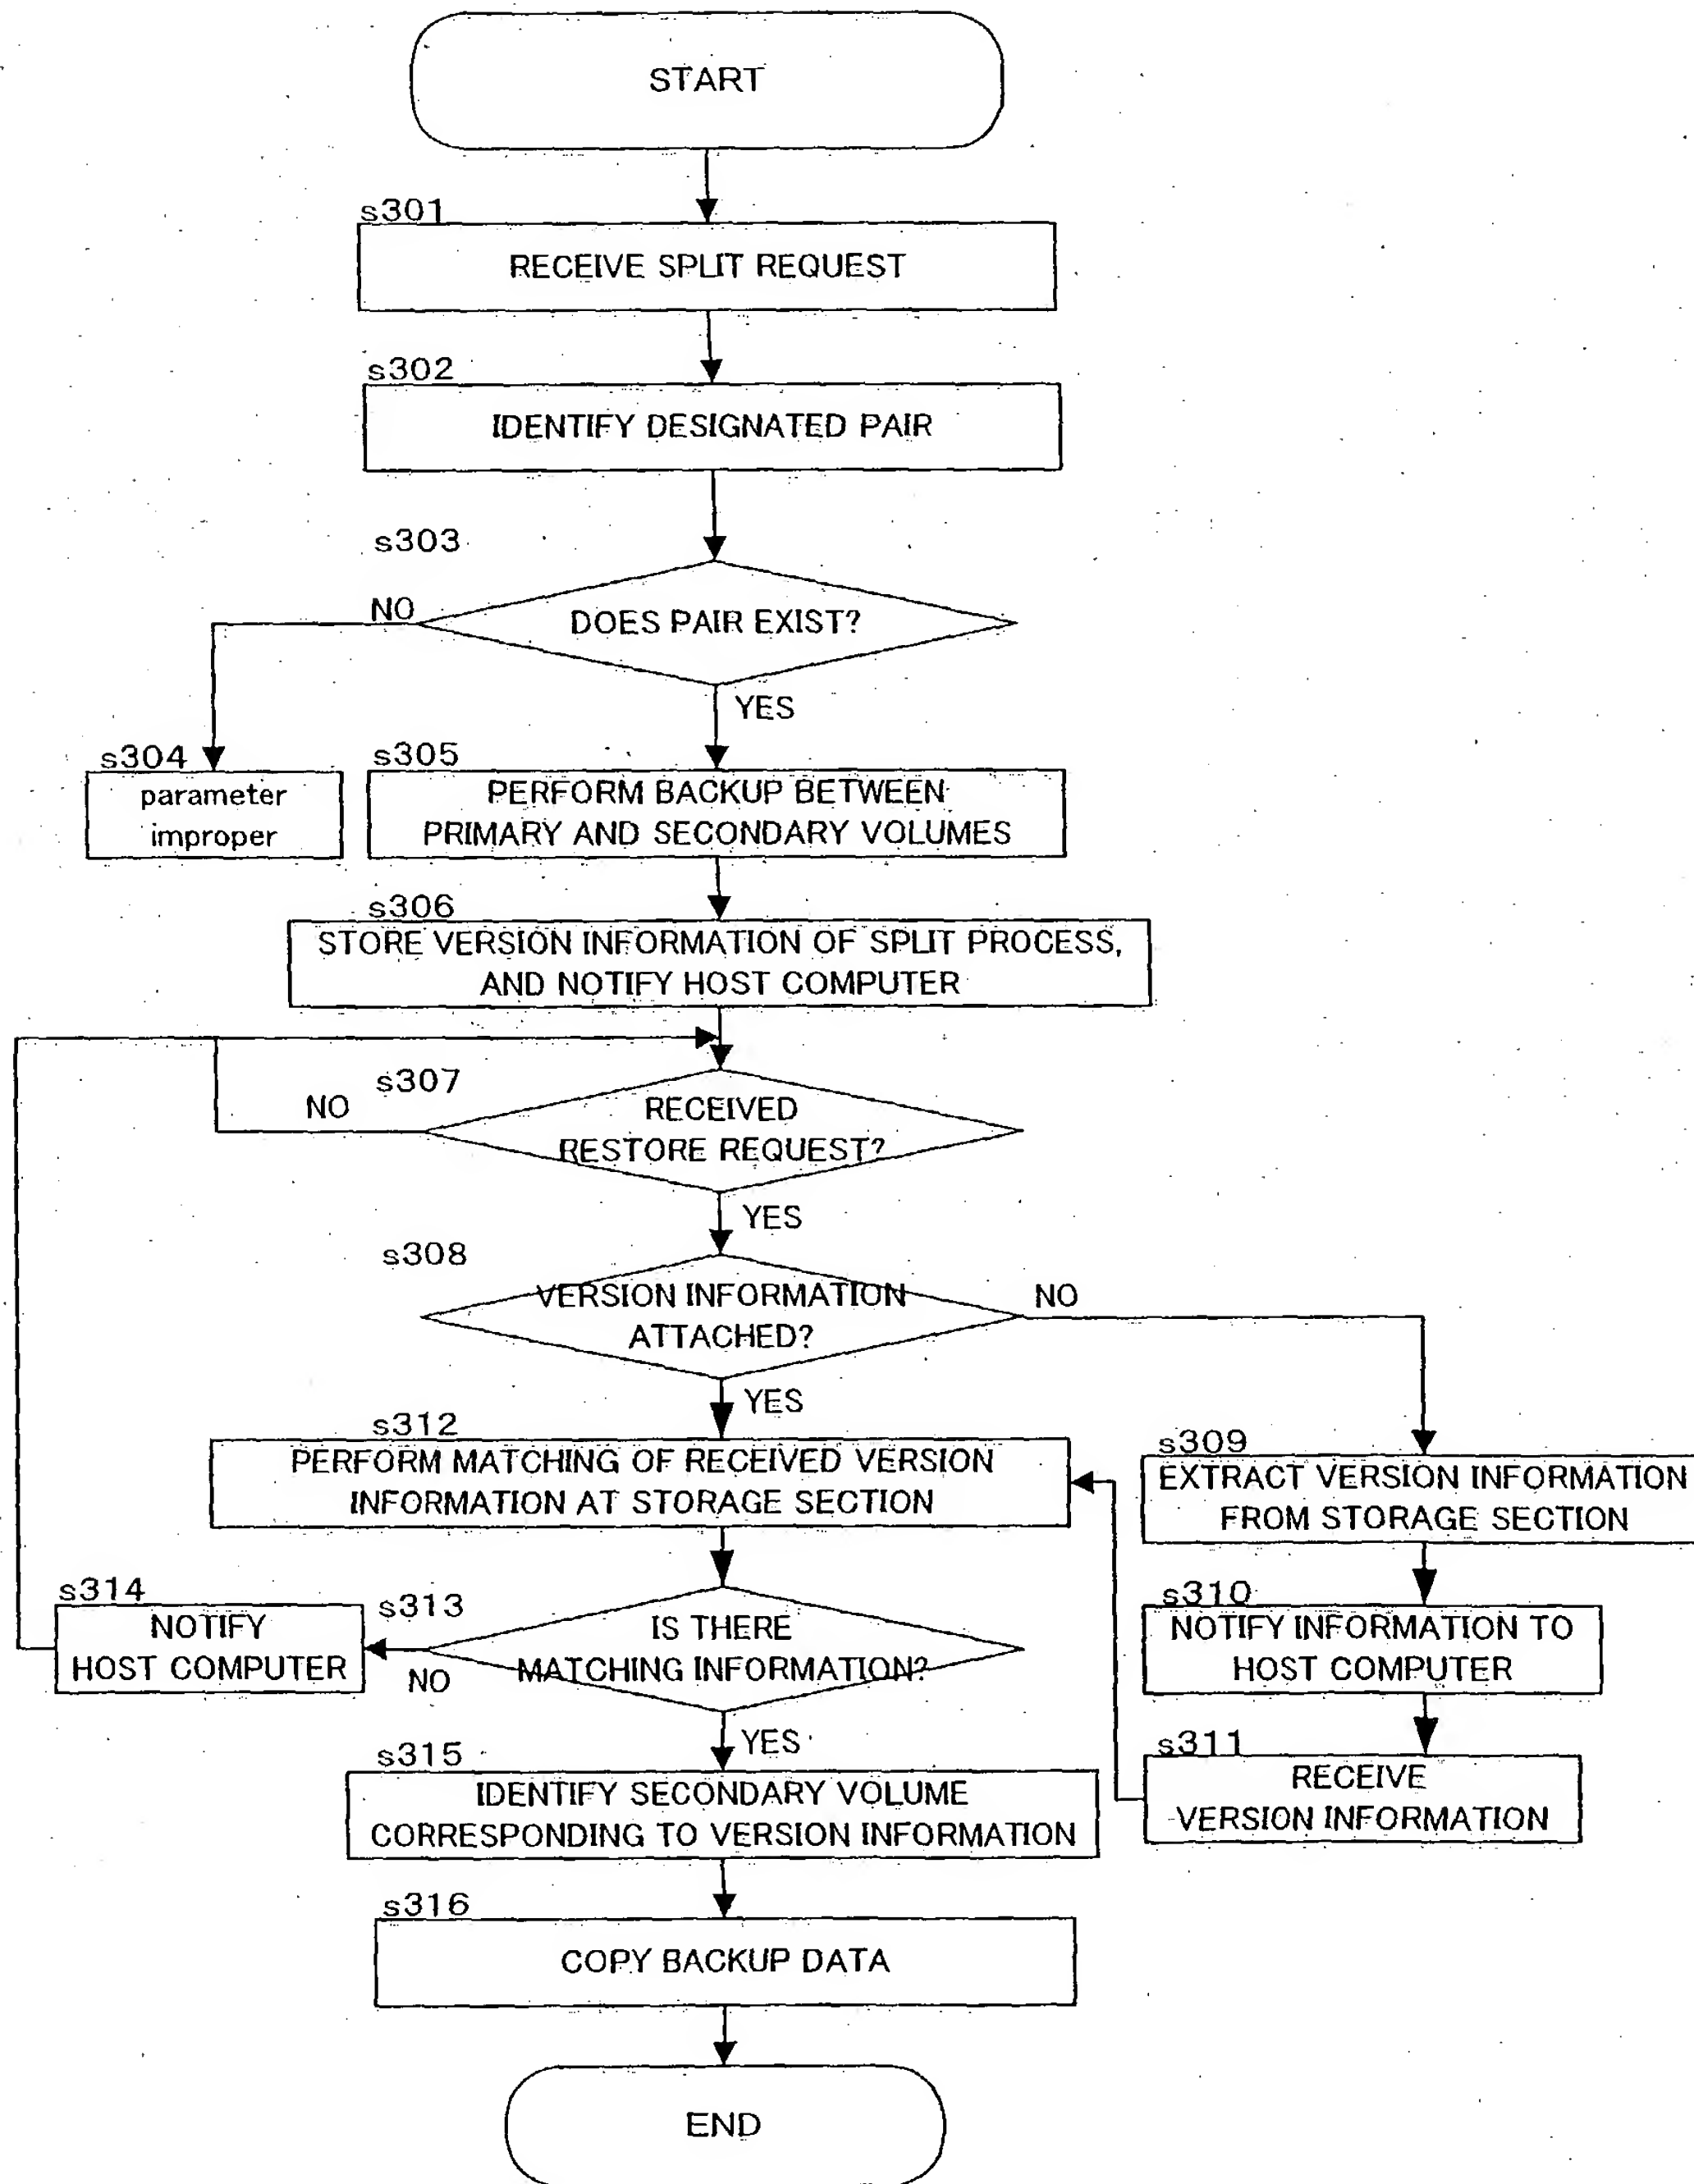 START
s301
RECEIVE SPLIT REQUEST
s302
IDENTIFY DESIGNATED PAIR
s303
NO
DOES PAIR EXIST?
YES
s304
parameter
improper
s305
PERFORM BACKUP BETWEEN
PRIMARY AND SECONDARY VOLUMES
s306
STORE VERSION INFORMATION OF SPLIT PROCESS,
AND NOTIFY HOST COMPUTER
s307
NO
RECEIVED
RESTORE REQUEST?
YES
s308
VERSION INFORMATION
ATTACHED?
NO
YES
s312
PERFORM MATCHING OF RECEIVED VERSION
INFORMATION AT STORAGE SECTION
s309
EXTRACT VERSION INFORMATION
FROM STORAGE SECTION
s310
NOTIFY INFORMATION TO
HOST COMPUTER
s311
RECEIVE
VERSION INFORMATION
s313
IS THERE
MATCHING INFORMATION?
NO
s314
NOTIFY
HOST COMPUTER
YES
s315
IDENTIFY SECONDARY VOLUME
CORRESPONDING TO VERSION INFORMATION
s316
COPY BACKUP DATA
END